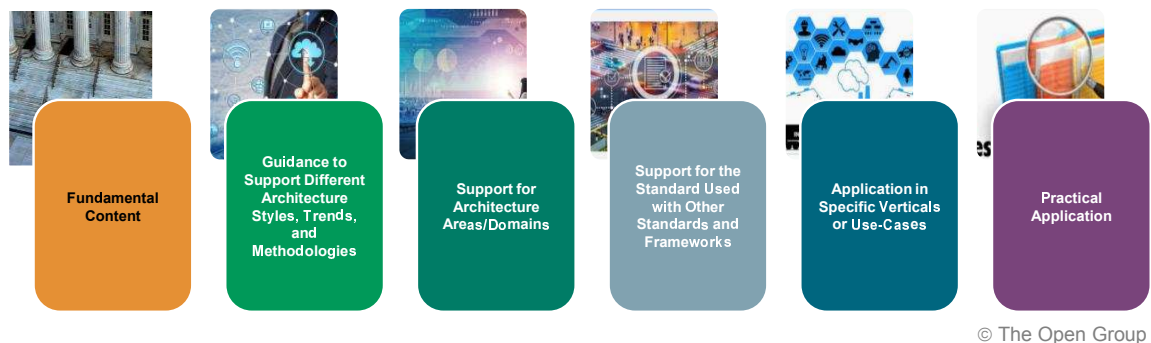 Fundamental
Content
Guidance to
Support Different
Architecture
Styles, Trends,
and
Methodologies
Support for
Architecture
Areas/Domains
Support for the
Standard Used
with Other
Standards and
Frameworks
Application in
Specific Verticals
or Use-Cases
Practical
Application
© The Open Group